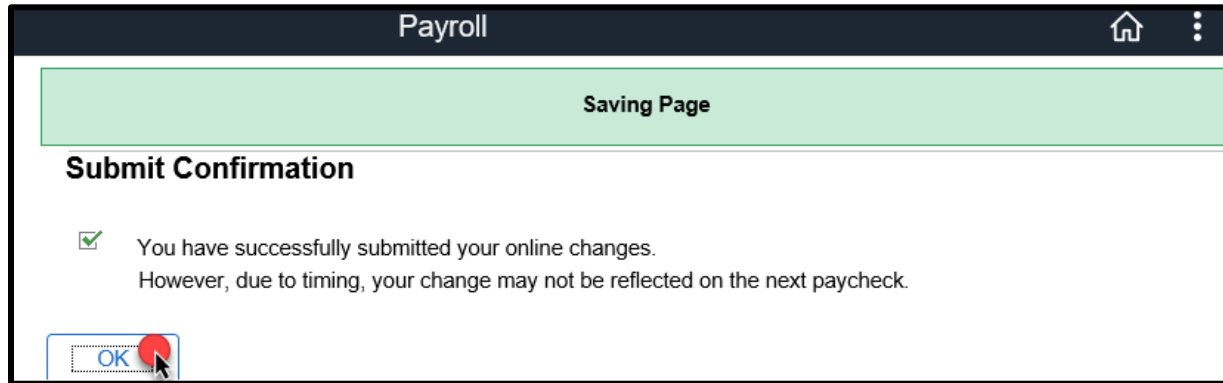 Payroll
Saving Page
Submit Confirmation
You have successfully submitted your online changes.
However, due to timing, your change may not be reflected on the next paycheck.
OK